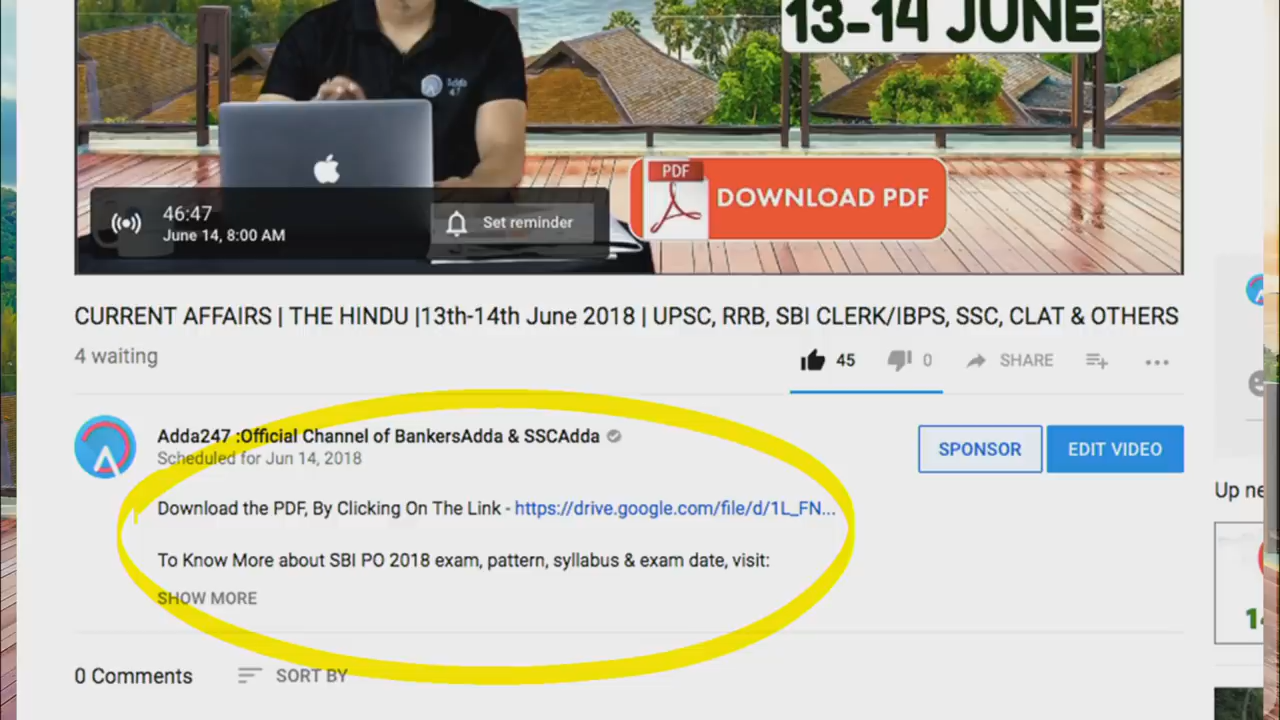 13-14 JUNE
Adda
47
PDF
DOWNLOAD PDF
46:47
June 14, 8:00 AM
Set reminder
CURRENT AFFAIRS | THE HINDU |13th-14th June 2018 | UPSC, RRB, SBI CLERK/IBPS, SSC, CLAT & OTHERS
4 waiting
45
0
SHARE
Adda247 :Official Channel of BankersAdda & SSCAdda
Scheduled for Jun 14, 2018
SPONSOR
EDIT VIDEO
Download the PDF, By Clicking On The Link - https://drive.google.com/file/d/1L_FN...
To Know More about SBI PO 2018 exam, pattern, syllabus & exam date, visit:
SHOW MORE
Up ne
0 Comments
SORT BY